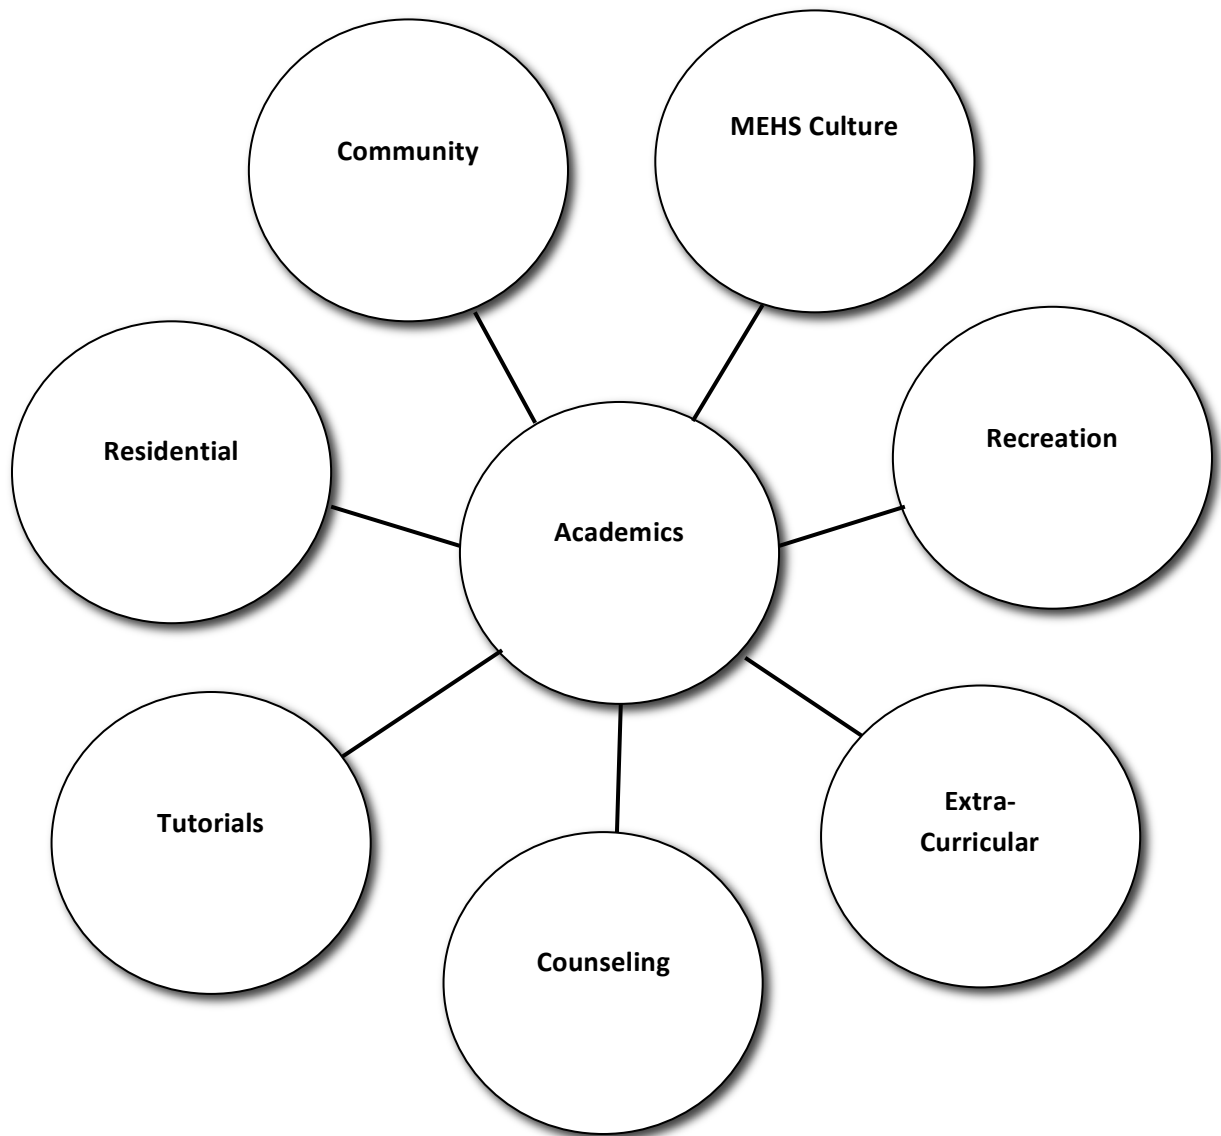 MEHS Culture
Community
Recreation
Residential
Academics
Extra-
Curricular
Tutorials
Counseling